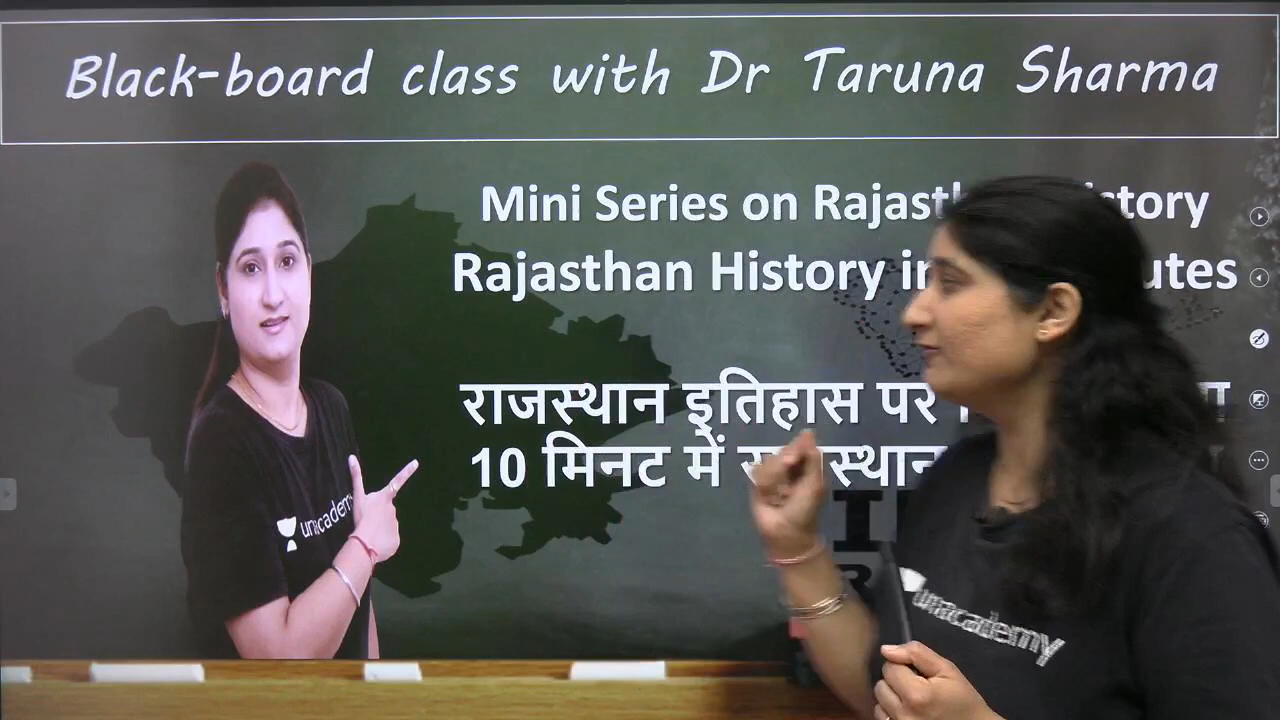 Black-board class with Dr Taruna Sharma
Mini Series on Rajast
Rajasthan History in
राजस्थान इतिहास पर
10 मिनट में
unacademy
unacademy